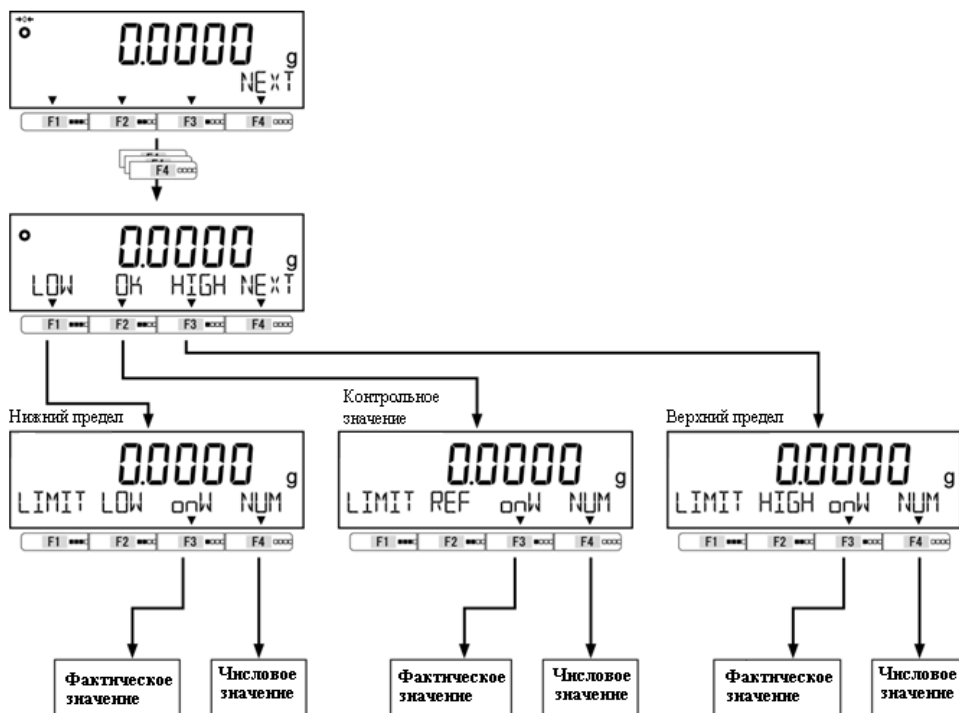 →0←
0.0000 g
NEXT
F1 F2 F3 F4
F4
0.0000 g
LOW OK HIGH NEXT
F1 F2 F3 F4
Нижний предел
Контрольное
значение
Верхний предел
0.0000 g
LIMIT LOW onW NUM
F1 F2 F3 F4
0.0000 g
LIMIT REF onW NUM
F1 F2 F3 F4
0.0000 g
LIMIT HIGH onW NUM
F1 F2 F3 F4
Фактическое
значение
Числовое
значение
Фактическое
значение
Числовое
значение
Фактическое
значение
Числовое
значение